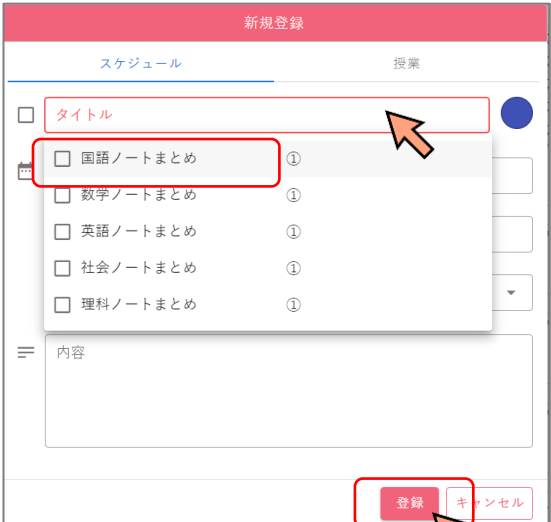 新規登録
スケジュール 授業
タイトル
国語ノートまとめ ①
数学ノートまとめ ①
英語ノートまとめ ①
社会ノートまとめ ①
理科ノートまとめ ①
内容
登録 キャンセル